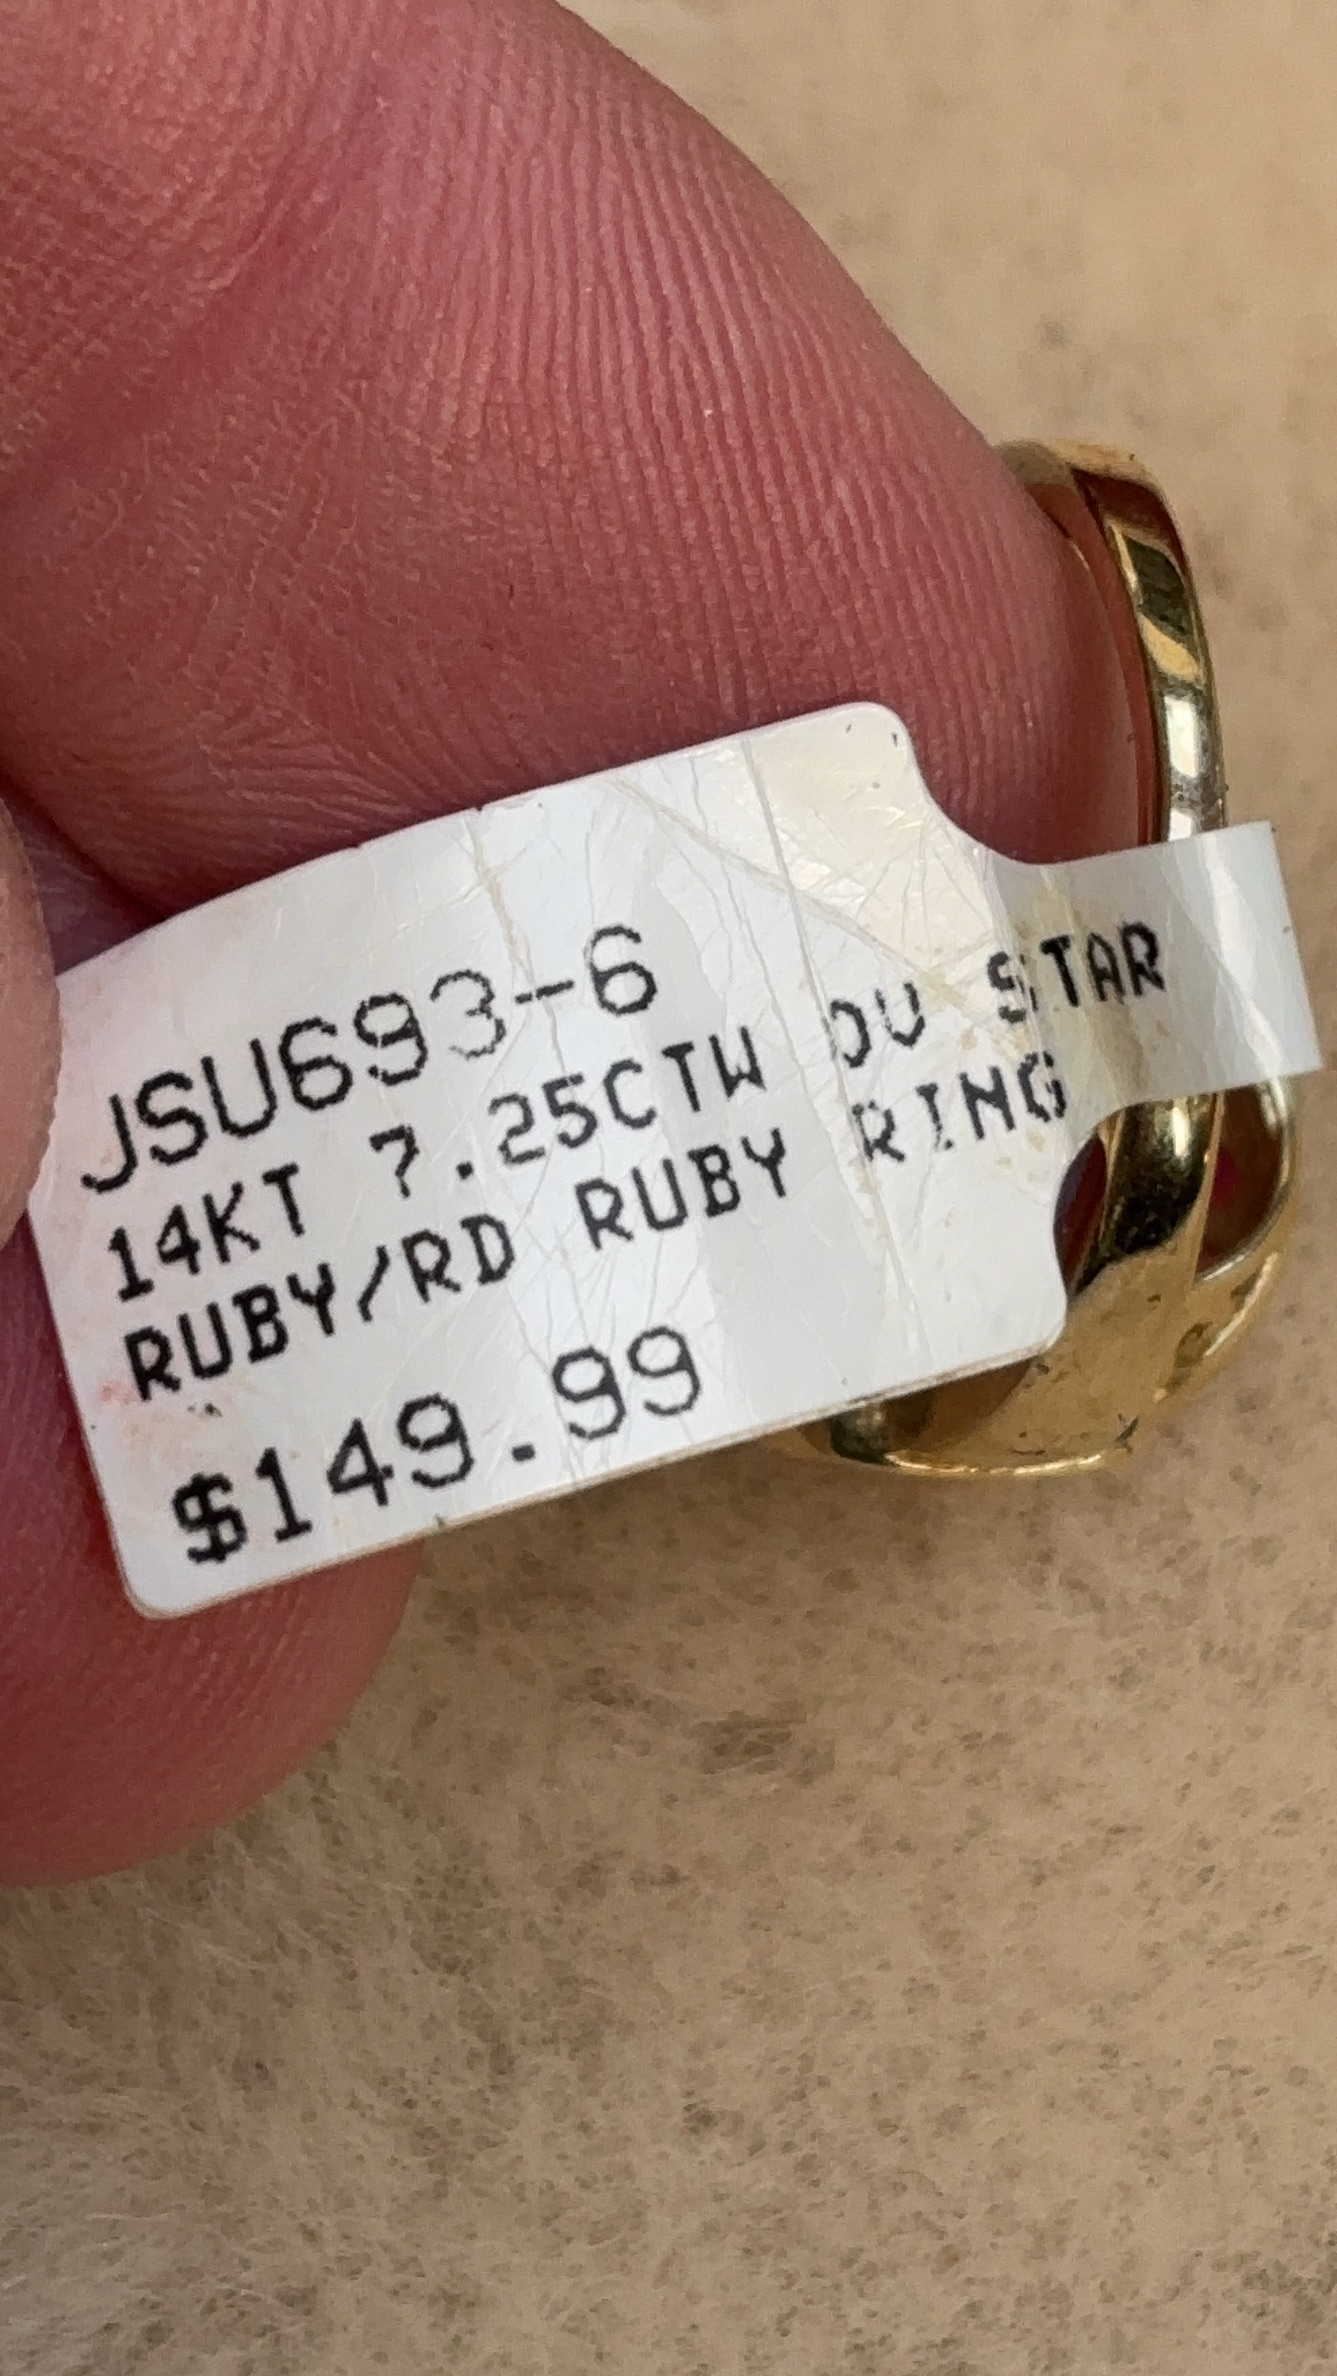 JSU693-6
14KT 7.25CTW OV STAR
RUBY/RD RUBY RING
$149.99